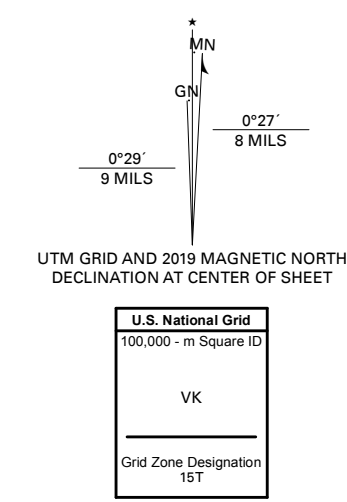 ★
MN
GN
0°27´
8 MILS
0°29´
9 MILS
UTM GRID AND 2019 MAGNETIC NORTH
DECLINATION AT CENTER OF SHEET
U.S. National Grid
100,000 - m Square ID
VK
Grid Zone Designation
15T